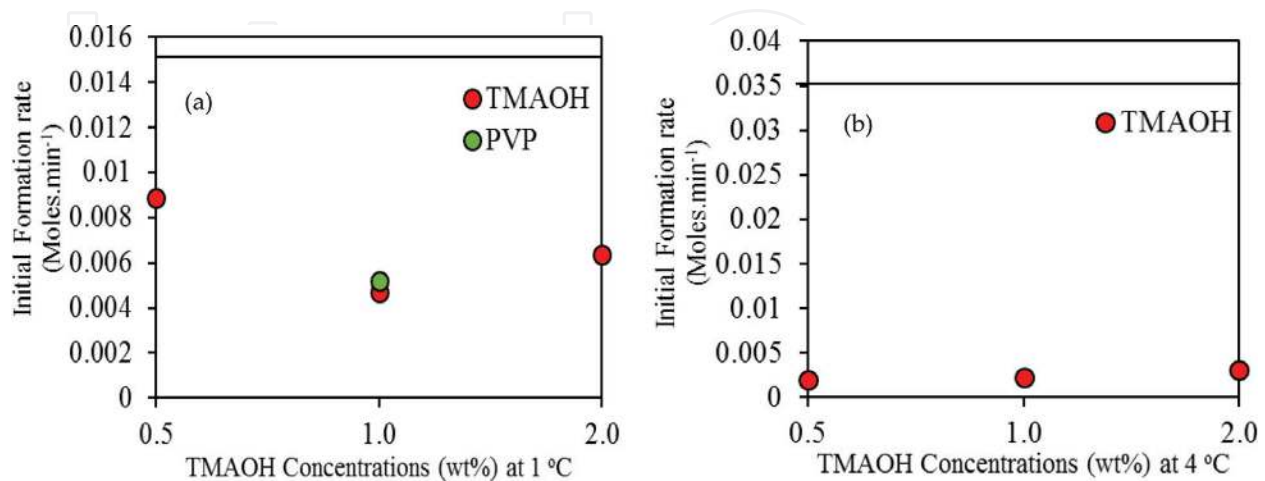 0.016
0.014
0.012
0.01
0.008
0.006
0.004
0.002
0
Initial Formation rate
(Moles.min-1)
(a)
TMAOH
PVP
0.5 1.0 2.0
TMAOH Concentrations (wt%) at 1 ºC
0.04
0.035
0.03
0.025
0.02
0.015
0.01
0.005
0
Initial Formation rate
(Moles.min-1)
(b)
TMAOH
0.5 1.0 2.0
TMAOH Concentrations (wt%) at 4 ºC